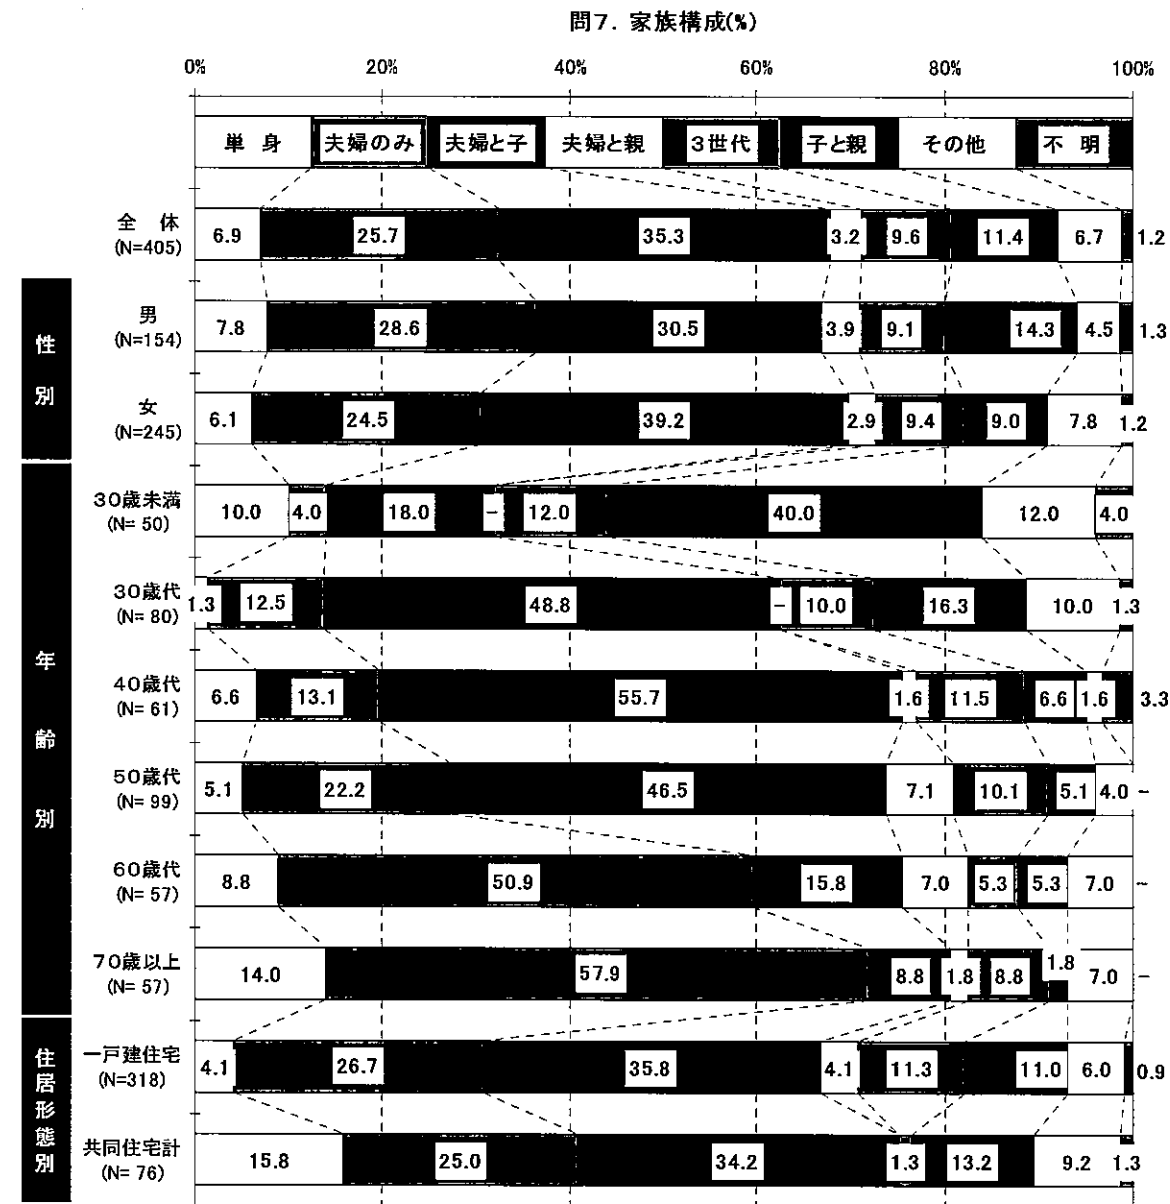 問7. 家族構成(%)
0% 20% 40% 60% 80% 100%
単 身 夫婦のみ 夫婦と子 夫婦と親 3世代 子と親 その他 不 明
全 体
(N=405)
6.9 25.7 35.3 3.2 9.6 11.4 6.7 1.2
性別
男
(N=154)
7.8 28.6 30.5 3.9 9.1 14.3 4.5 1.3
女
(N=245)
6.1 24.5 39.2 2.9 9.4 9.0 7.8 1.2
年齢別
30歳未満
(N= 50)
10.0 4.0 18.0 - 12.0 40.0 12.0 4.0
30歳代
(N= 80)
1.3 12.5 48.8 - 10.0 16.3 10.0 1.3
40歳代
(N= 61)
6.6 13.1 55.7 1.6 11.5 6.6 1.6 3.3
50歳代
(N= 99)
5.1 22.2 46.5 7.1 10.1 5.1 4.0 -
60歳代
(N= 57)
8.8 50.9 15.8 7.0 5.3 5.3 7.0 -
70歳以上
(N= 57)
14.0 57.9 8.8 1.8 8.8 1.8 7.0 -
住居形態別
一戸建住宅
(N=318)
4.1 26.7 35.8 4.1 11.3 11.0 6.0 0.9
共同住宅計
(N= 76)
15.8 25.0 34.2 1.3 13.2 9.2 1.3